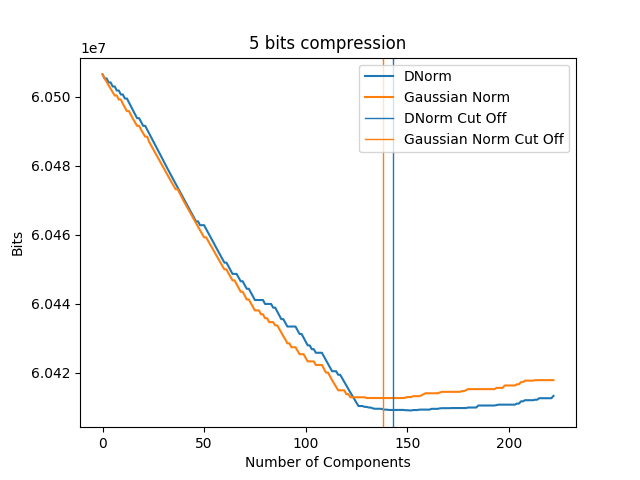 5 bits compression
1e7
DNorm
Gaussian Norm
DNorm Cut Off
Gaussian Norm Cut Off
6.050
6.048
6.046
6.044
6.042
Bits
0
50
100
150
200
Number of Components